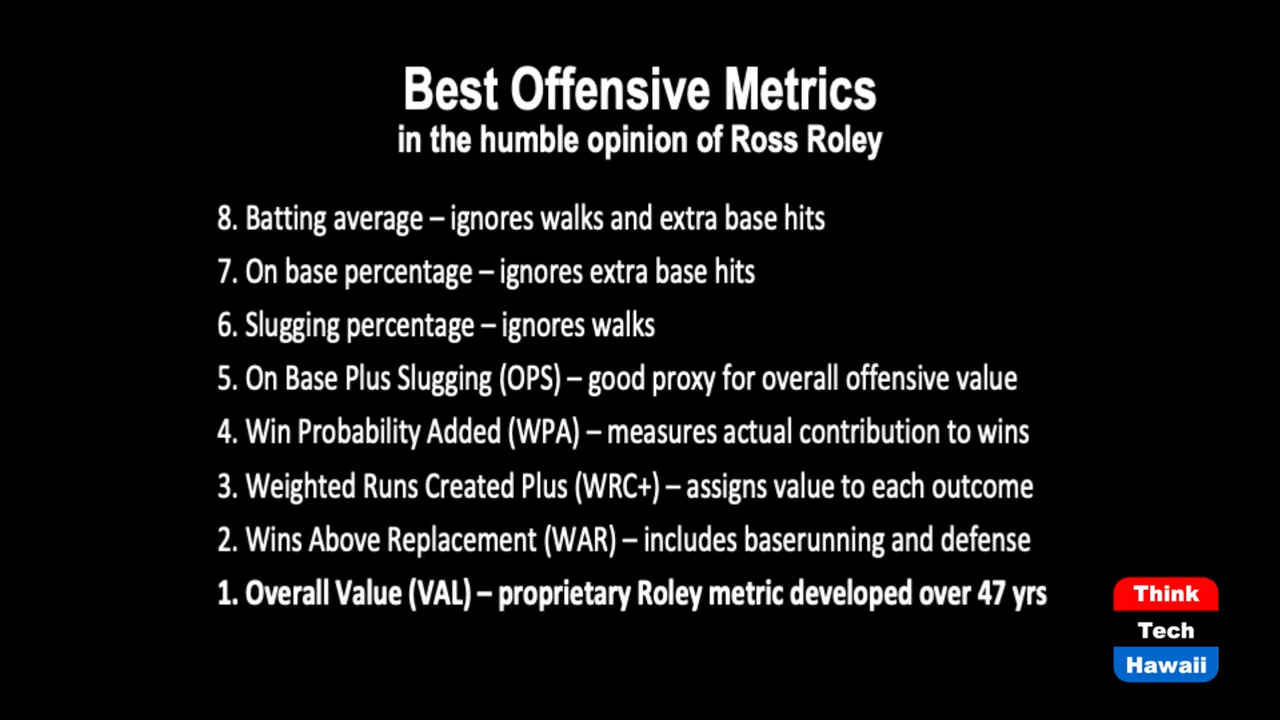 Best Offensive Metrics
in the humble opinion of Ross Roley
8. Batting average – ignores walks and extra base hits
7. On base percentage – ignores extra base hits
6. Slugging percentage – ignores walks
5. On Base Plus Slugging (OPS) – good proxy for overall offensive value
4. Win Probability Added (WPA) – measures actual contribution to wins
3. Weighted Runs Created Plus (WRC+) – assigns value to each outcome
2. Wins Above Replacement (WAR) – includes baserunning and defense
1. Overall Value (VAL) – proprietary Roley metric developed over 47 yrs
Think
Tech
Hawaii